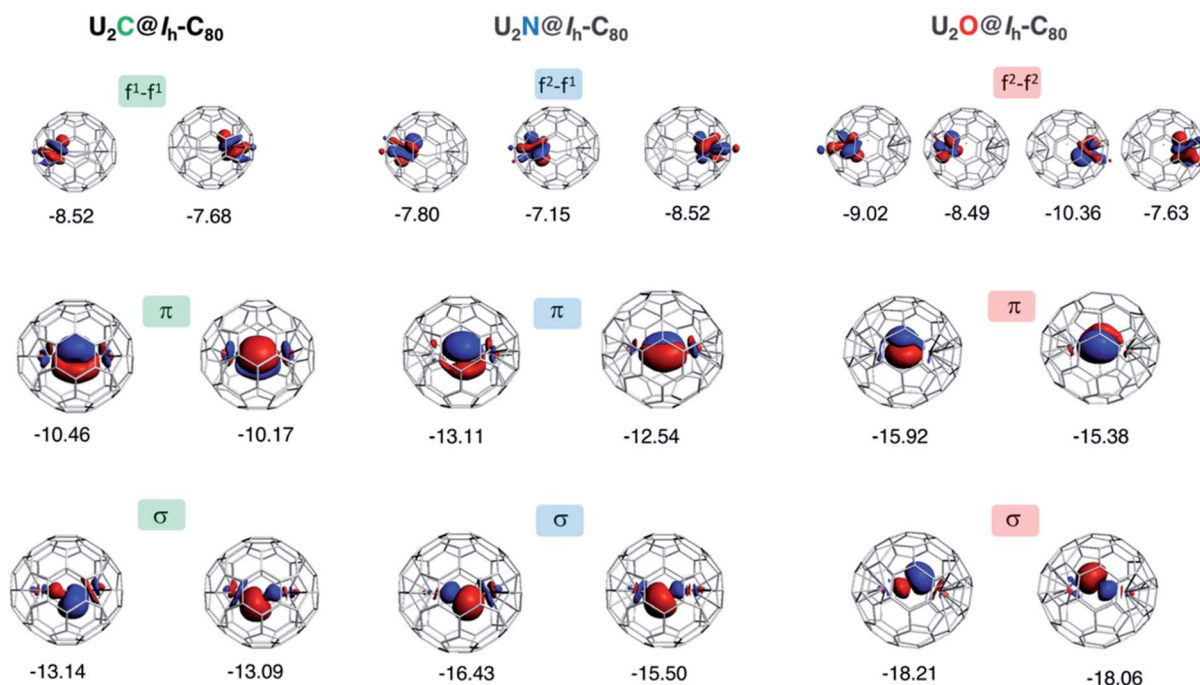 U₂C@Iₕ-C₈₀ U₂N@Iₕ-C₈₀ U₂O@Iₕ-C₈₀
f¹-f¹ f²-f¹ f²-f²
-8.52 -7.68 -7.80 -7.15 -8.52 -9.02 -8.49 -10.36 -7.63
π π π
-10.46 -10.17 -13.11 -12.54 -15.92 -15.38
σ σ σ
-13.14 -13.09 -16.43 -15.50 -18.21 -18.06